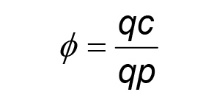 ϕ = qc / qp